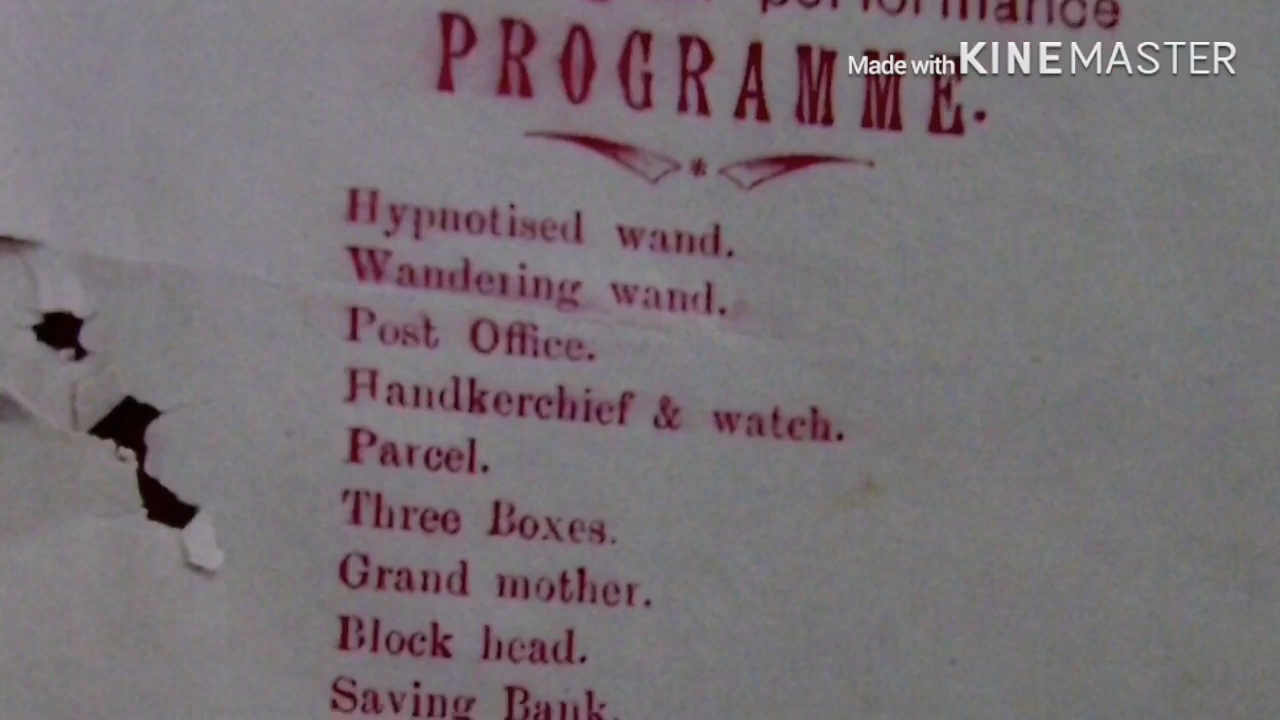 performance
PROGRAMME.
Made with KINEMASTER
Hypnotised wand.
Wandering wand.
Post Office.
Handkerchief & watch.
Parcel.
Three Boxes.
Grand mother.
Block head.
Saving Bank.